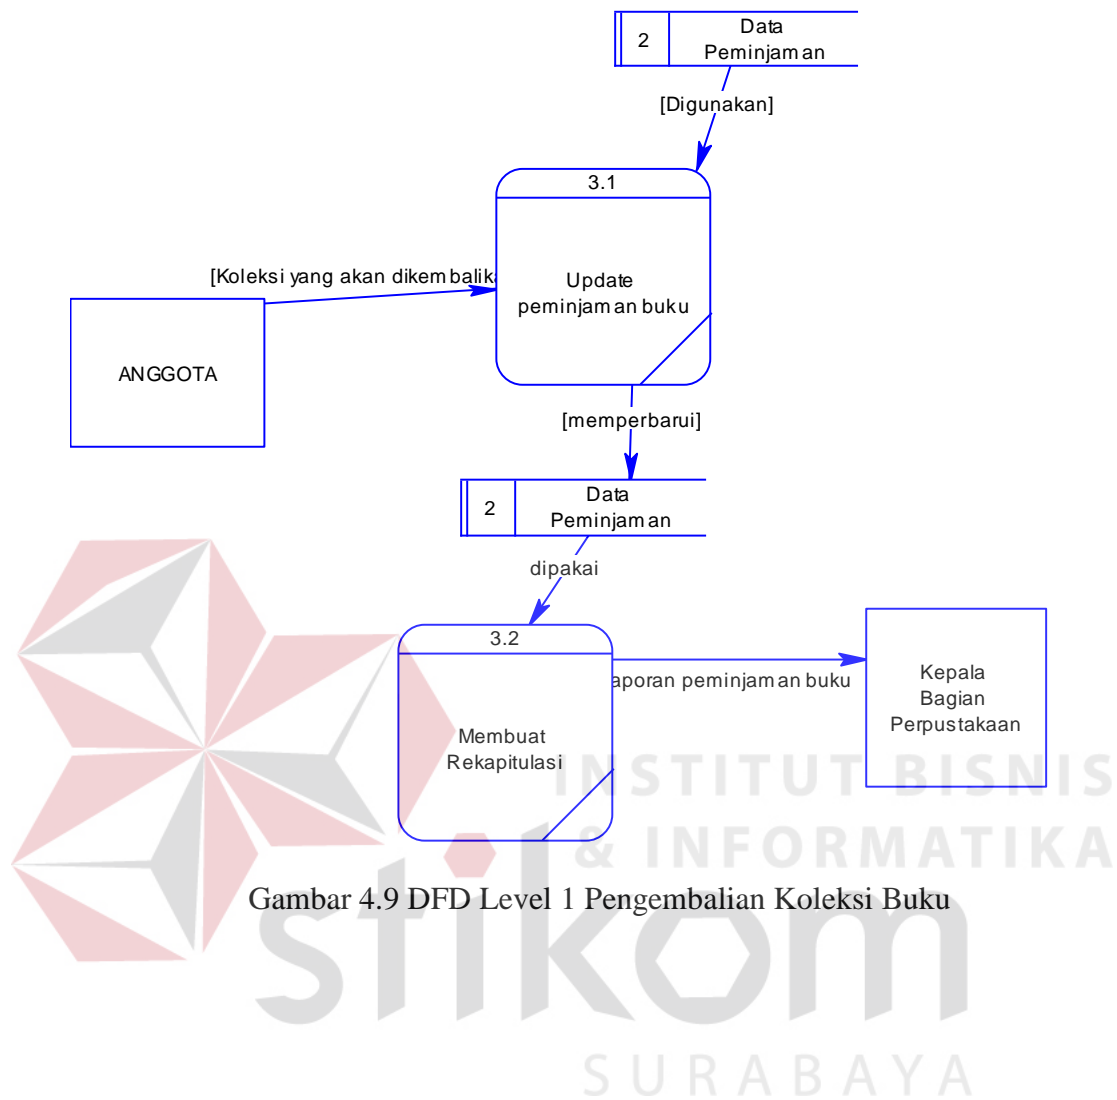 2
Data
Peminjaman
[Digunakan]
3.1
[Koleksi yang akan dikembalika
Update
peminjaman buku
ANGGOTA
[memperbarui]
2
Data
Peminjaman
dipakai
3.2
Kepala
Bagian
Perpustakaan
aporan peminjaman buku
Membuat
Rekapitulasi
INSTITUT BISNIS
& INFORMATIKA
Gambar 4.9 DFD Level 1 Pengembalian Koleksi Buku
stikom
SURABAYA